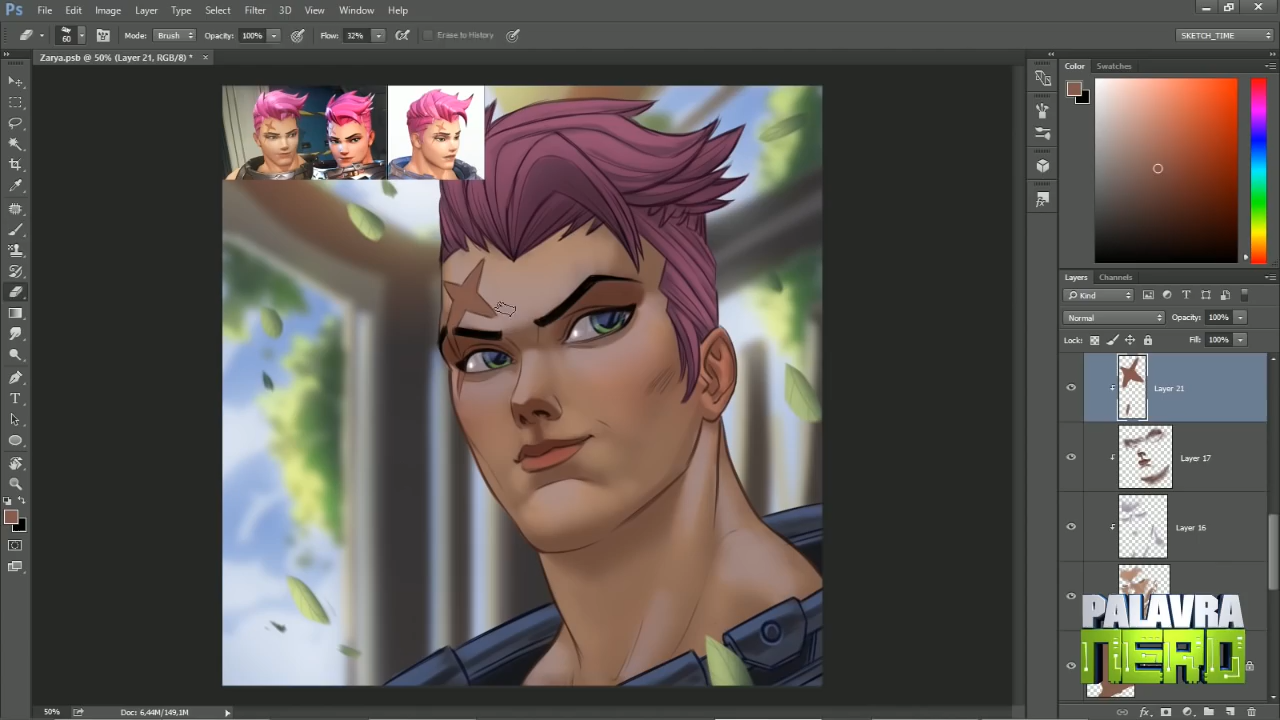 Ps File Edit Image Layer Type Select Filter 3D View Window Help
60 Mode: Brush Opacity: 100% Flow: 32% Erase to History SKETCH_TIME
Zarya.psb @ 50% (Layer 21, RGB/8) * ×
Color Swatches
Layers Channels
Kind
Normal Opacity: 100%
Lock: Fill: 100%
Layer 21
Layer 17
Layer 16
PALAVRA
NERD
50% Doc: 6,44M/149,1M